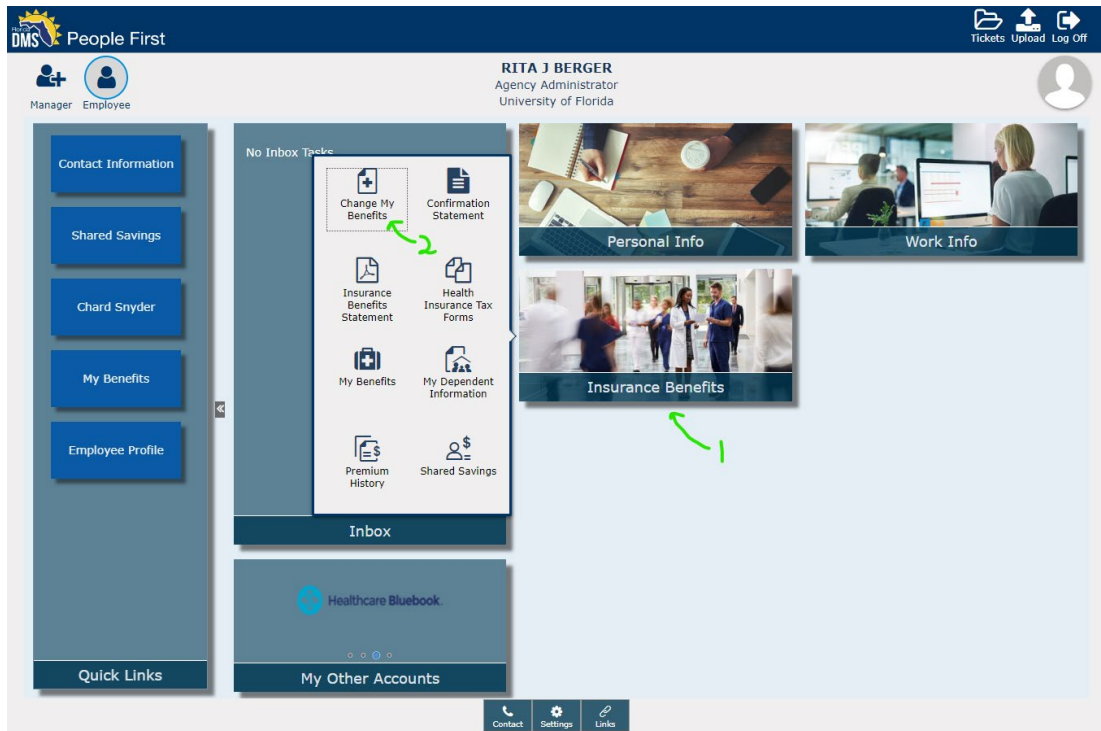 Florida
DMS
People First
Tickets
Upload
Log Off
Manager
Employee
RITA J BERGER
Agency Administrator
University of Florida
Contact Information
Shared Savings
Chard Snyder
My Benefits
Employee Profile
Quick Links
No Inbox Tasks
Change My
Benefits
2
Confirmation
Statement
Insurance
Benefits
Statement
Health
Insurance Tax
Forms
My Benefits
My Dependent
Information
Premium
History
Shared Savings
Inbox
Healthcare Bluebook.
My Other Accounts
Personal Info
Work Info
Insurance Benefits
1
Contact
Settings
Links